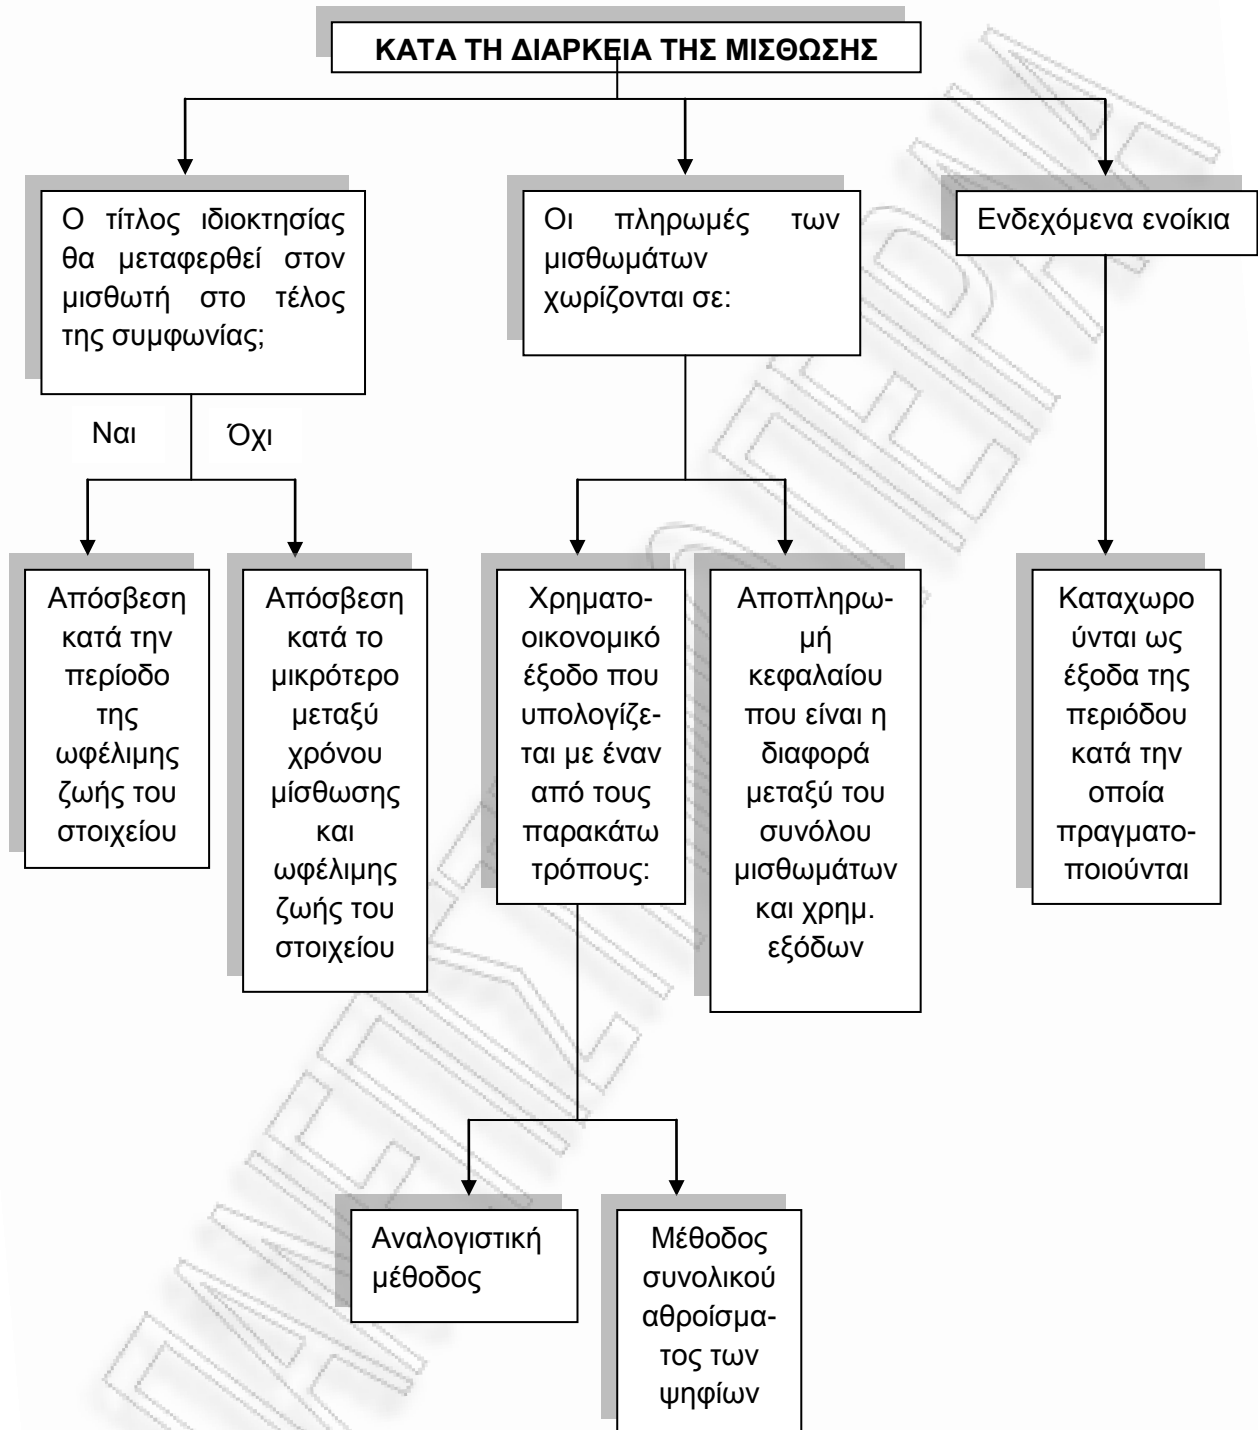 ΚΑΤΑ ΤΗ ΔΙΑΡΚΕΙΑ ΤΗΣ ΜΙΣΘΩΣΗΣ
Ο τίτλος ιδιοκτησίας
θα μεταφερθεί στον
μισθωτή στο τέλος
της συμφωνίας;
Οι πληρωμές των
μισθωμάτων
χωρίζονται σε:
Ενδεχόμενα ενοίκια
Ναι
Όχι
Απόσβεση
κατά την
περίοδο
της
ωφέλιμης
ζωής του
στοιχείου
Απόσβεση
κατά το
μικρότερο
μεταξύ
χρόνου
μίσθωσης
και
ωφέλιμης
ζωής του
στοιχείου
Χρηματο-
οικονομικό
έξοδο που
υπολογίζε-
ται με έναν
από τους
παρακάτω
τρόπους:
Αποπληρω-
μή
κεφαλαίου
που είναι η
διαφορά
μεταξύ του
συνόλου
μισθωμάτων
και χρημ.
εξόδων
Καταχωρο
ύνται ως
έξοδα της
περιόδου
κατά την
οποία
πραγματο-
ποιούνται
Αναλογιστική
μέθοδος
Μέθοδος
συνολικού
αθροίσμα-
τος των
ψηφίων